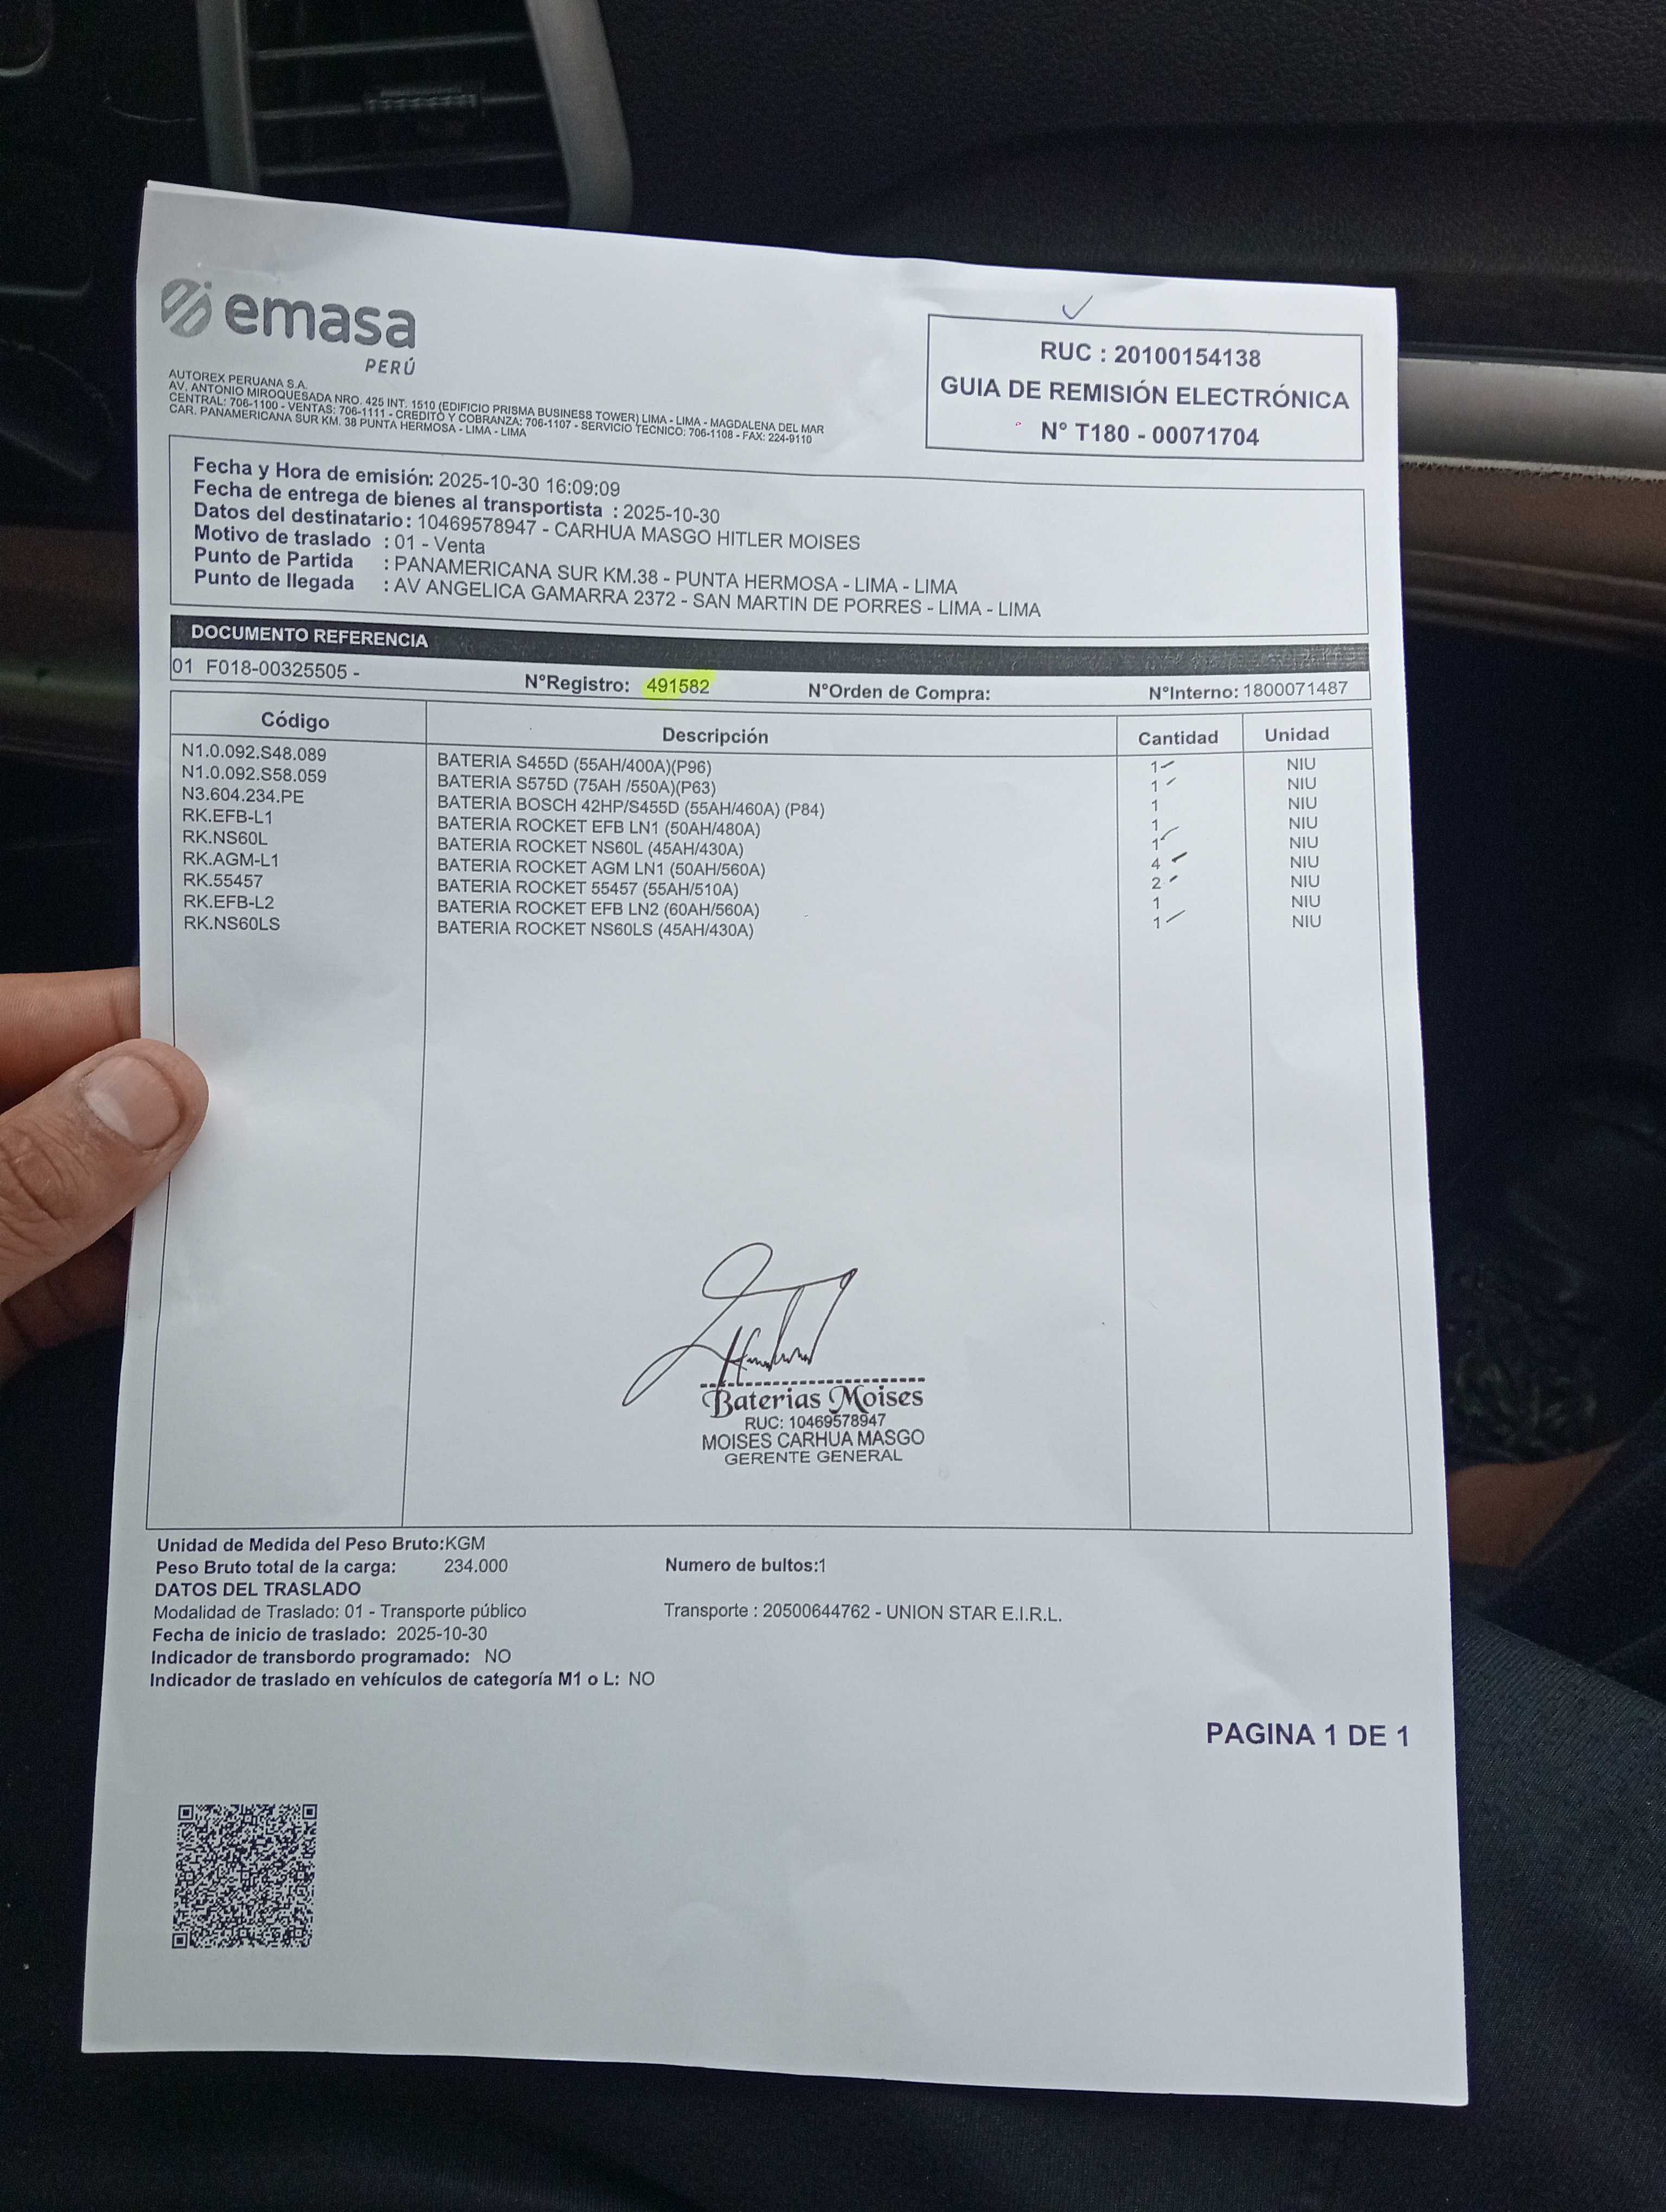 emasa
PERÚ
AUTOREX PERUANA S.A.
AV. ANTONIO MIROQUESADA NRO. 425 INT. 1510 (EDIFICIO PRISMA BUSINESS TOWER) LIMA - LIMA - MAGDALENA DEL MAR
CENTRAL: 706-1100 - VENTAS: 706-1111 - CREDITO Y COBRANZA: 706-1107 - SERVICIO TECNICO: 706-1108 - FAX: 224-9110
CAR. PANAMERICANA SUR KM. 38 PUNTA HERMOSA - LIMA - LIMA
RUC : 20100154138
GUIA DE REMISIÓN ELECTRÓNICA
N° T180 - 00071704
Fecha y Hora de emisión: 2025-10-30 16:09:09
Fecha de entrega de bienes al transportista : 2025-10-30
Datos del destinatario: 10469578947 - CARHUA MASGO HITLER MOISES
Motivo de traslado : 01 - Venta
Punto de Partida : PANAMERICANA SUR KM.38 - PUNTA HERMOSA - LIMA - LIMA
Punto de llegada : AV ANGELICA GAMARRA 2372 - SAN MARTIN DE PORRES - LIMA - LIMA
DOCUMENTO REFERENCIA
01 F018-00325505 - N°Registro: 491582 N°Orden de Compra: N°Interno: 1800071487
Código Descripción Cantidad Unidad
N1.0.092.S48.089 BATERIA S455D (55AH/400A)(P96) 1 NIU
N1.0.092.S58.059 BATERIA S575D (75AH /550A)(P63) 1 NIU
N3.604.234.PE BATERIA BOSCH 42HP/S455D (55AH/460A) (P84) 1 NIU
RK.EFB-L1 BATERIA ROCKET EFB LN1 (50AH/480A) 1 NIU
RK.NS60L BATERIA ROCKET NS60L (45AH/430A) 1 NIU
RK.AGM-L1 BATERIA ROCKET AGM LN1 (50AH/560A) 4 NIU
RK.55457 BATERIA ROCKET 55457 (55AH/510A) 2 NIU
RK.EFB-L2 BATERIA ROCKET EFB LN2 (60AH/560A) 1 NIU
RK.NS60LS BATERIA ROCKET NS60LS (45AH/430A) 1 NIU
Baterias Moises
RUC: 10469578947
MOISES CARHUA MASGO
GERENTE GENERAL
Unidad de Medida del Peso Bruto:KGM
Peso Bruto total de la carga: 234.000 Numero de bultos:1
DATOS DEL TRASLADO
Modalidad de Traslado: 01 - Transporte público Transporte : 20500644762 - UNION STAR E.I.R.L.
Fecha de inicio de traslado: 2025-10-30
Indicador de transbordo programado: NO
Indicador de traslado en vehículos de categoría M1 o L: NO
PAGINA 1 DE 1